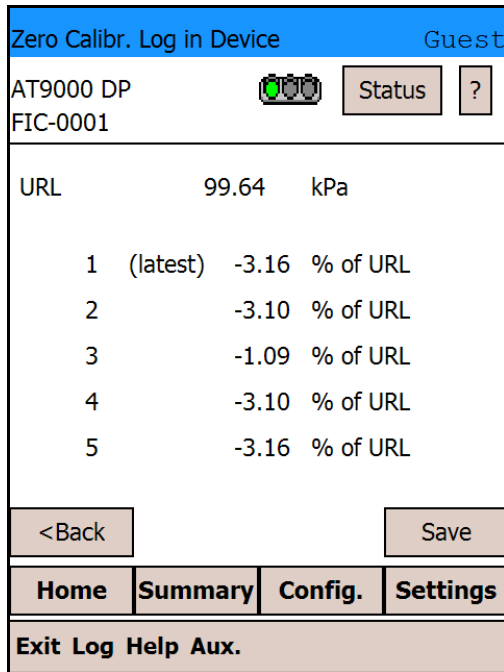 Zero Calibr. Log in Device Guest
AT9000 DP Status ?
FIC-0001
URL 99.64 kPa
1 (latest) -3.16 % of URL
2 -3.10 % of URL
3 -1.09 % of URL
4 -3.10 % of URL
5 -3.16 % of URL
<Back Save
Home Summary Config. Settings
Exit Log Help Aux.